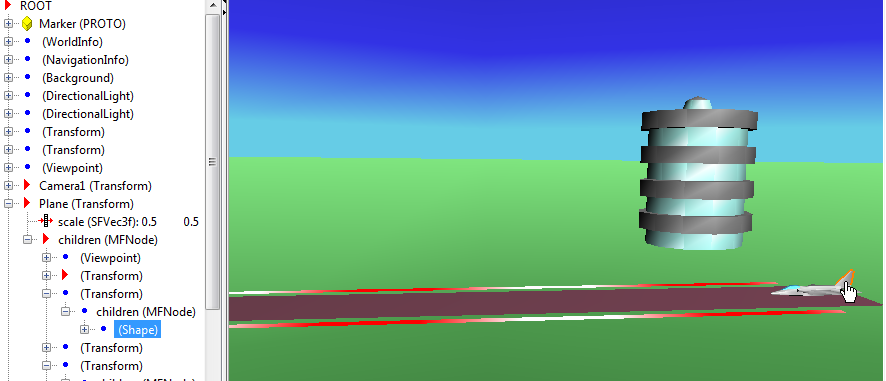 ROOT
Marker (PROTO)
(WorldInfo)
(NavigationInfo)
(Background)
(DirectionalLight)
(DirectionalLight)
(Transform)
(Transform)
(Viewpoint)
Camera1 (Transform)
Plane (Transform)
scale (SFVec3f): 0.5 0.5
children (MFNode)
(Viewpoint)
(Transform)
(Transform)
children (MFNode)
(Shape)
(Transform)
(Transform)